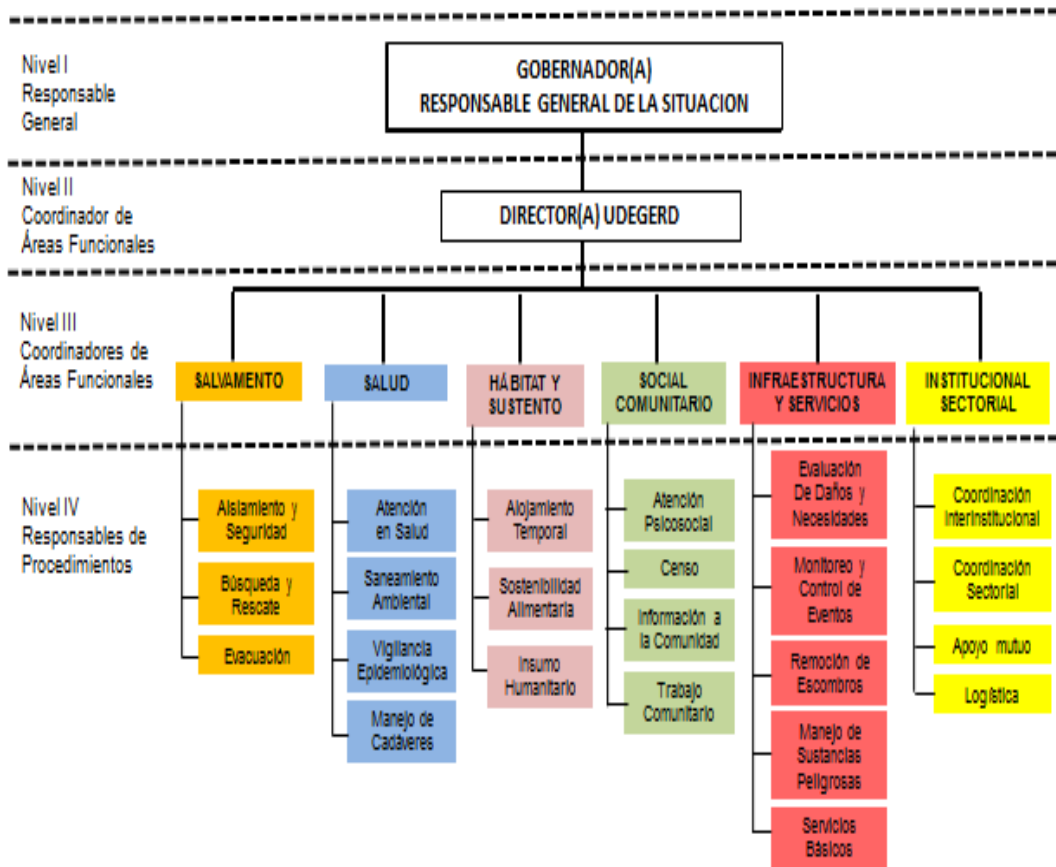 Nivel I
Responsable
General
GOBERNADOR(A)
RESPONSABLE GENERAL DE LA SITUACION
Nivel II
Coordinador de
Áreas Funcionales
DIRECTOR(A) UDEGERD
Nivel III
Coordinadores de
Áreas Funcionales
SALVAMENTO
SALUD
HÁBITAT Y
SUSTENTO
SOCIAL
COMUNITARIO
INFRAESTRUCTURA
Y SERVICIOS
INSTITUCIONAL
SECTORIAL
Nivel IV
Responsables de
Procedimientos
Aislamiento y
Seguridad
Búsqueda y
Rescate
Evacuación
Atención
en Salud
Saneamiento
Ambiental
Vigilancia
Epidemiológica
Manejo de
Cadáveres
Alojamiento
Temporal
Sostenibilidad
Alimentaria
Insumo
Humanitario
Atención
Psicosocial
Censo
Información a
la Comunidad
Trabajo
Comunitario
Evaluación
De Daños y
Necesidades
Monitoreo y
Control de
Eventos
Remoción de
Escombros
Manejo de
Sustancias
Peligrosas
Servicios
Básicos
Coordinación
Interinstitucional
Coordinación
Sectorial
Apoyo mutuo
Logística